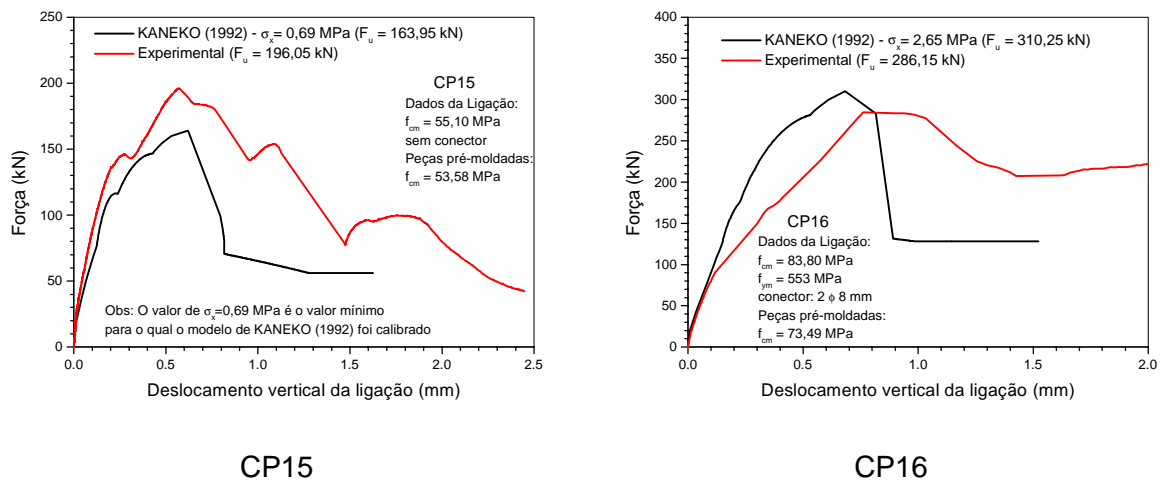 250
200
150
100
50
0
0.0 0.5 1.0 1.5 2.0 2.5
Força (kN)
Deslocamento vertical da ligação (mm)
KANEKO (1992) - σx= 0,69 MPa (Fu = 163,95 kN)
Experimental (Fu = 196,05 kN)
CP15
Dados da Ligação:
fcm = 55,10 MPa
sem conector
Peças pré-moldadas:
fcm = 53,58 MPa
Obs: O valor de σx=0,69 MPa é o valor mínimo
para o qual o modelo de KANEKO (1992) foi calibrado
CP15
400
350
300
250
200
150
100
50
0
0.0 0.5 1.0 1.5 2.0
Força (kN)
Deslocamento vertical da ligação (mm)
KANEKO (1992) - σx= 2,65 MPa (Fu = 310,25 kN)
Experimental (Fu = 286,15 kN)
CP16
Dados da Ligação:
fcm = 83,80 MPa
fym = 553 MPa
conector: 2 ϕ 8 mm
Peças pré-moldadas:
fcm = 73,49 MPa
CP16